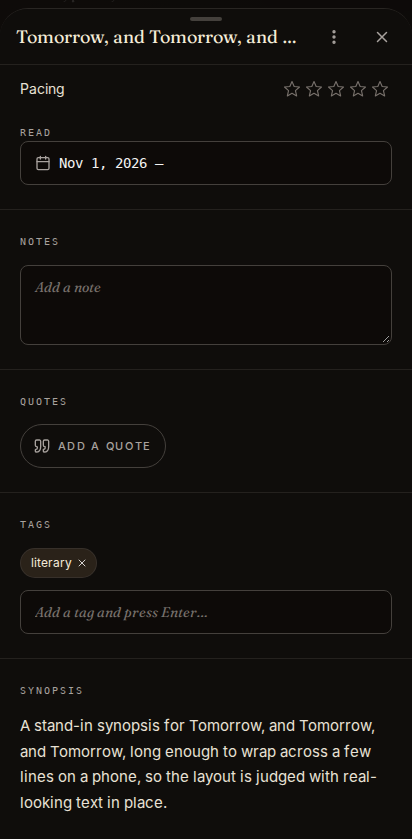 Tomorrow, and Tomorrow, and ...
Pacing
READ
Nov 1, 2026 —
NOTES
Add a note
QUOTES
ADD A QUOTE
TAGS
literary
Add a tag and press Enter...
SYNOPSIS
A stand-in synopsis for Tomorrow, and Tomorrow,
and Tomorrow, long enough to wrap across a few
lines on a phone, so the layout is judged with real-
looking text in place.